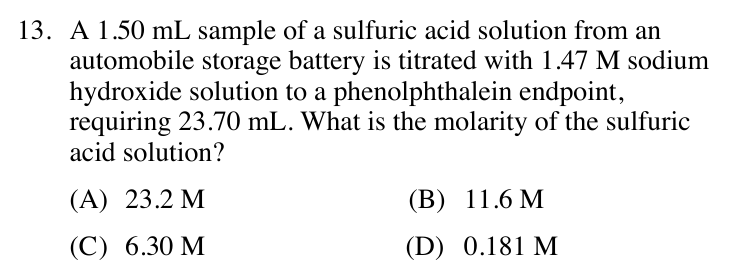 13. A 1.50 mL sample of a sulfuric acid solution from an
automobile storage battery is titrated with 1.47 M sodium
hydroxide solution to a phenolphthalein endpoint,
requiring 23.70 mL. What is the molarity of the sulfuric
acid solution?
(A) 23.2 M (B) 11.6 M
(C) 6.30 M (D) 0.181 M